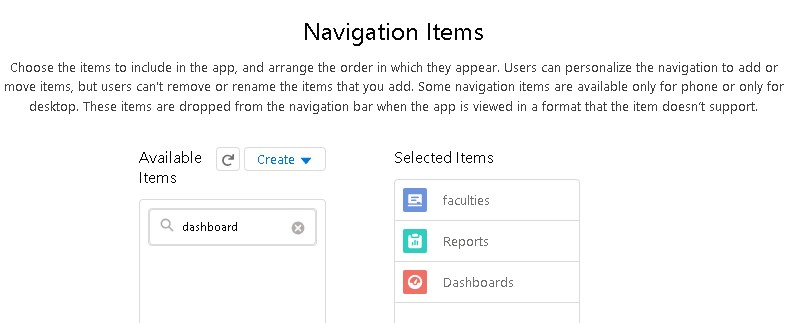 Navigation Items
Choose the items to include in the app, and arrange the order in which they appear. Users can personalize the navigation to add or
move items, but users can't remove or rename the items that you add. Some navigation items are available only for phone or only for
desktop. These items are dropped from the navigation bar when the app is viewed in a format that the item doesn’t support.
Available
Items
Create
dashboard
Selected Items
faculties
Reports
Dashboards